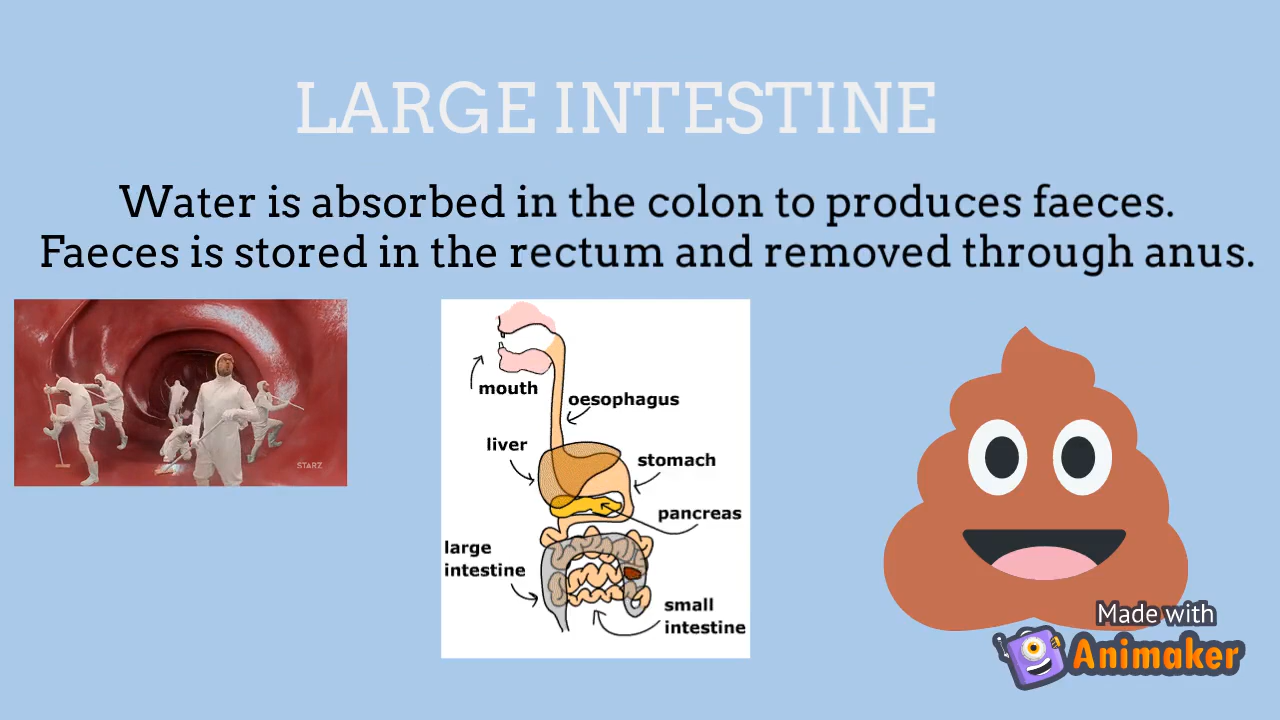 LARGE INTESTINE
Water is absorbed in the colon to produces faeces.
Faeces is stored in the rectum and removed through anus.
STARZ
mouth
oesophagus
liver
stomach
pancreas
large
intestine
small
intestine
Made with
Animaker